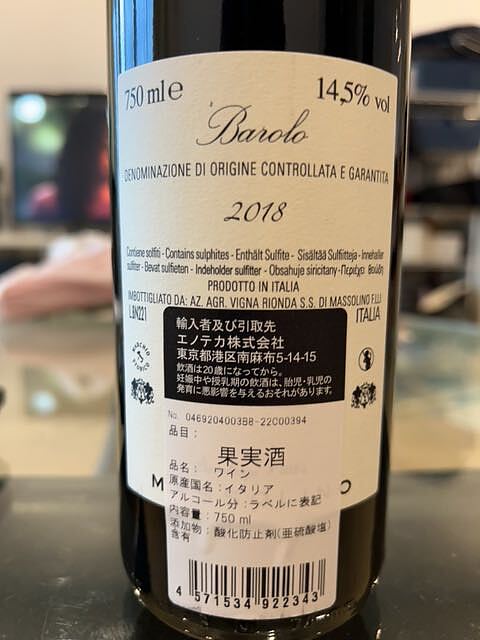 750 ml e
14,5% vol
Barolo
DENOMINAZIONE DI ORIGINE CONTROLLATA E GARANTITA
2018
Contiene solfiti - Contains sulphites - Enthält Sulfite - Sisältää Sulfiitteja - Innehåller
sulfiter - Bevat sulfieten - Indeholder sulfitter - Obsahuje siricitany - Περιέχει θειώδη
PRODOTTO IN ITALIA
IMBOTTIGLIATO DA: AZ. AGR. VIGNA RIONDA S.S. DI MASSOLINO F.LLI
L BN221
ITALIA
輸入者及び引取先
エノテカ株式会社
東京都港区南麻布5-14-15
飲酒は20歳になってから。
妊娠中や授乳期の飲酒は、胎児・乳児の
発育に悪影響を与えるおそれがあります。
No. 0469204003B8-22C00394
品目:
果実酒
品名: ワイン
原産国名:イタリア
アルコール分:ラベルに表記
内容量:750 ml
添加物:酸化防止剤(亜硫酸塩)
含有
4 571534 922343